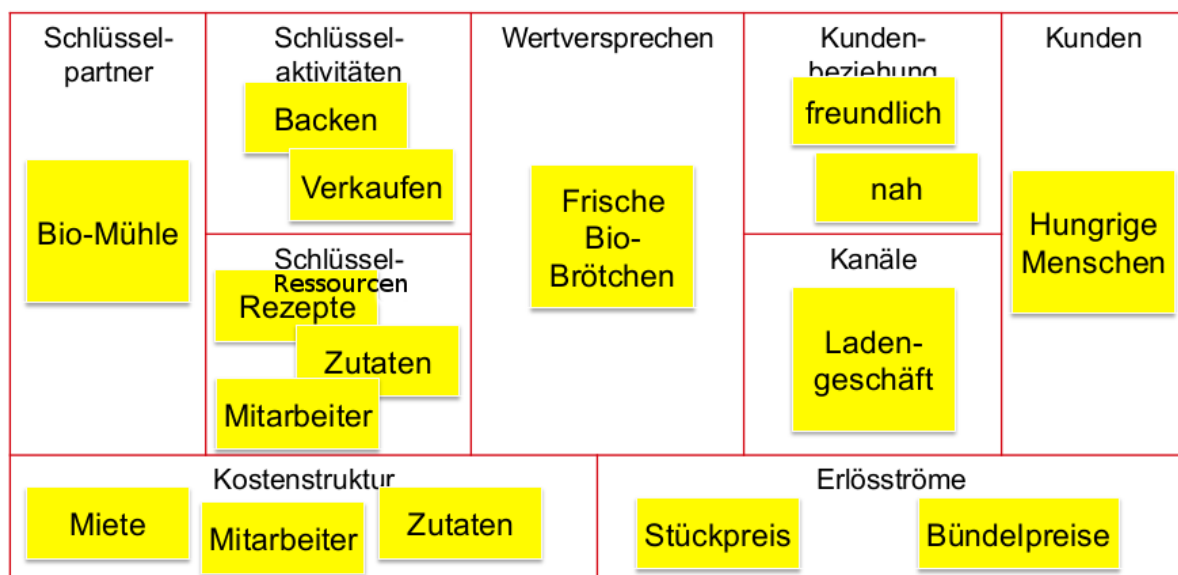 Schlüssel-
partner
Bio-Mühle
Schlüssel-
aktivitäten
Backen
Verkaufen
Schlüssel-
Ressourcen
Rezepte
Zutaten
Mitarbeiter
Wertversprechen
Frische
Bio-
Brötchen
Kunden-
beziehung
freundlich
nah
Kanäle
Laden-
geschäft
Kunden
Hungrige
Menschen
Kostenstruktur
Miete
Mitarbeiter
Zutaten
Erlösströme
Stückpreis
Bündelpreise